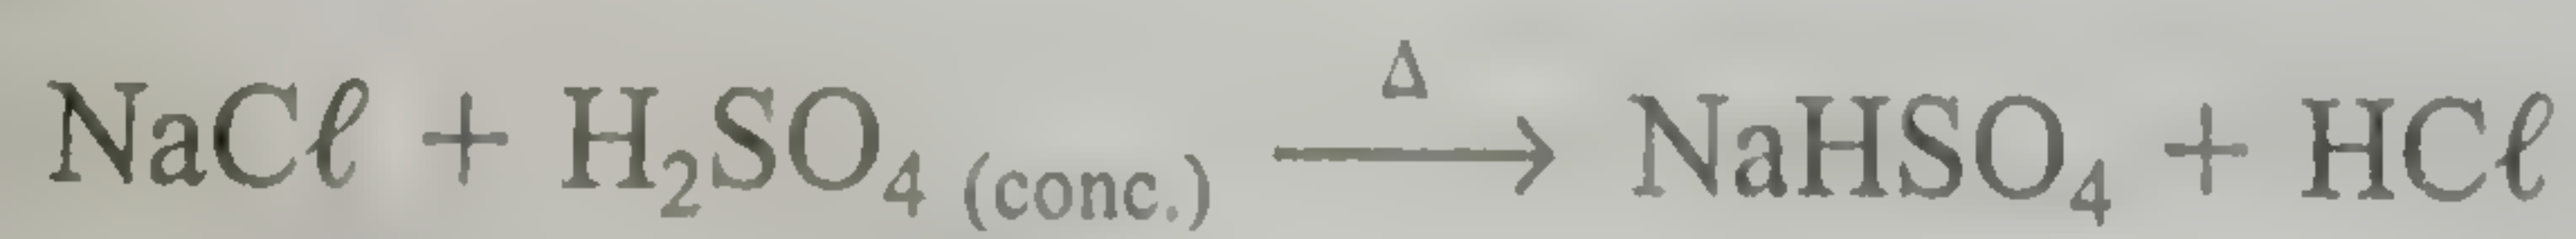 NaCℓ + H₂SO₄ (conc.) —Δ→ NaHSO₄ + HCℓ